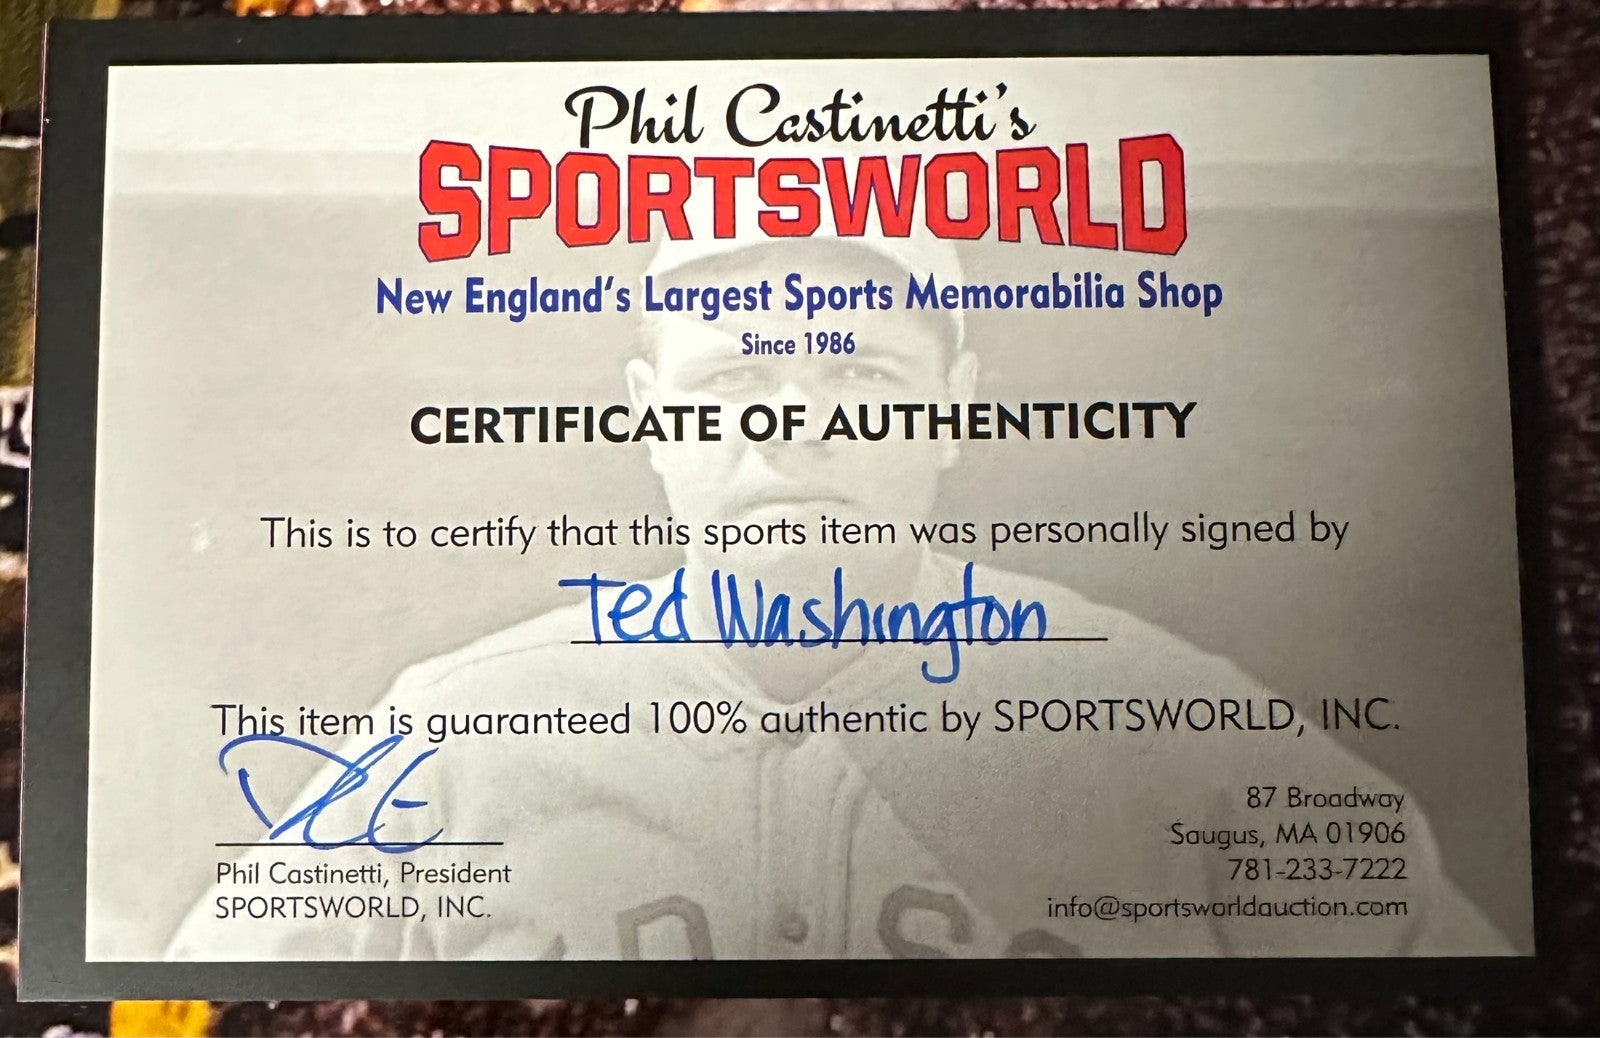 Phil Castinetti's
SPORTSWORLD
New England's Largest Sports Memorabilia Shop
Since 1986
CERTIFICATE OF AUTHENTICITY
This is to certify that this sports item was personally signed by
Ted Washington
This item is guaranteed 100% authentic by SPORTSWORLD, INC.
Phil Castinetti, President
SPORTSWORLD, INC.
87 Broadway
Saugus, MA 01906
781-233-7222
info@sportsworldauction.com